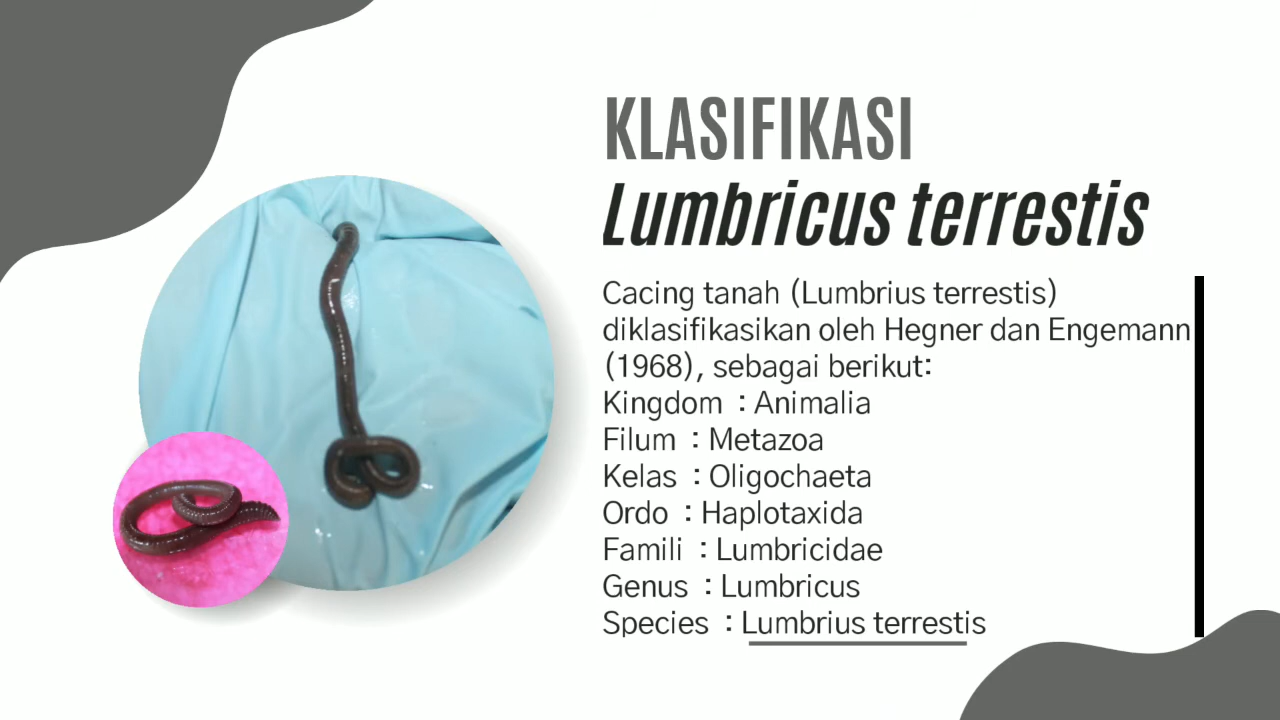 KLASIFIKASI
Lumbricus terrestis
Cacing tanah (Lumbrius terrestis)
diklasifikasikan oleh Hegner dan Engemann
(1968), sebagai berikut:
Kingdom : Animalia
Filum : Metazoa
Kelas : Oligochaeta
Ordo : Haplotaxida
Famili : Lumbricidae
Genus : Lumbricus
Species : Lumbrius terrestis